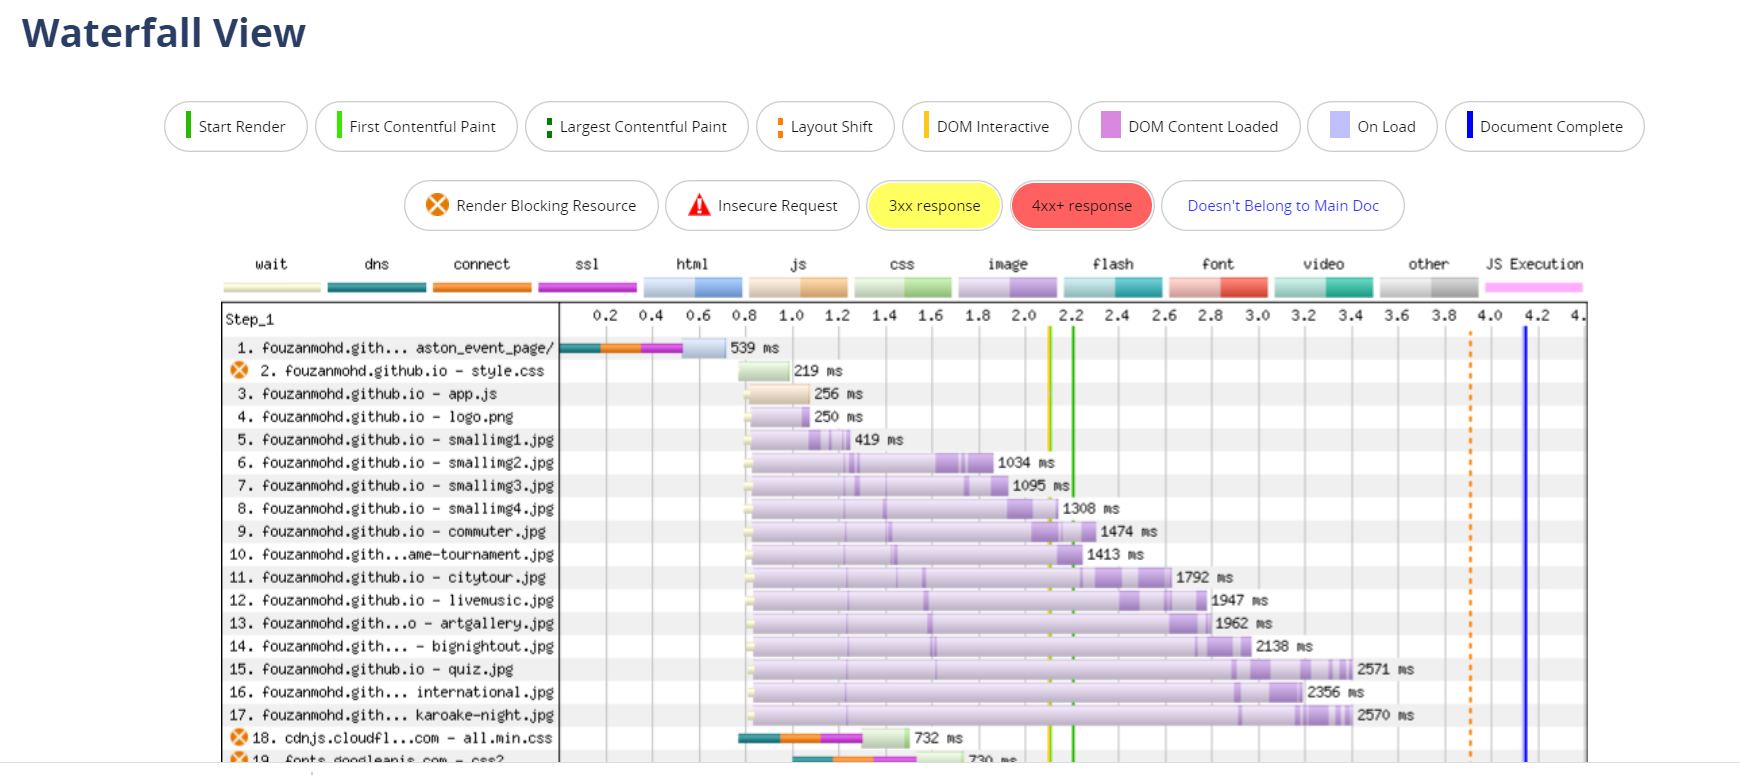 Waterfall View
Start Render First Contentful Paint Largest Contentful Paint Layout Shift DOM Interactive DOM Content Loaded On Load Document Complete
Render Blocking Resource Insecure Request 3xx response 4xx+ response Doesn't Belong to Main Doc
wait dns connect ssl html js css image flash font video other JS Execution
Step_1 0.2 0.4 0.6 0.8 1.0 1.2 1.4 1.6 1.8 2.0 2.2 2.4 2.6 2.8 3.0 3.2 3.4 3.6 3.8 4.0 4.2 4.
1. fouzanmohd.gith... aston_event_page/ 539 ms
2. fouzanmohd.github.io - style.css 219 ms
3. fouzanmohd.github.io - app.js 256 ms
4. fouzanmohd.github.io - logo.png 250 ms
5. fouzanmohd.github.io - smallimg1.jpg 419 ms
6. fouzanmohd.github.io - smallimg2.jpg 1034 ms
7. fouzanmohd.github.io - smallimg3.jpg 1095 ms
8. fouzanmohd.github.io - smallimg4.jpg 1308 ms
9. fouzanmohd.github.io - commuter.jpg 1474 ms
10. fouzanmohd.gith...ame-tournament.jpg 1413 ms
11. fouzanmohd.github.io - citytour.jpg 1792 ms
12. fouzanmohd.github.io - livemusic.jpg 1947 ms
13. fouzanmohd.gith...o - artgallery.jpg 1962 ms
14. fouzanmohd.gith... - bignightout.jpg 2138 ms
15. fouzanmohd.github.io - quiz.jpg 2571 ms
16. fouzanmohd.gith... international.jpg 2356 ms
17. fouzanmohd.gith... karoake-night.jpg 2570 ms
18. cdnjs.cloudfl...com - all.min.css 732 ms
19. fonts.googleapis.com - css2 730 ms